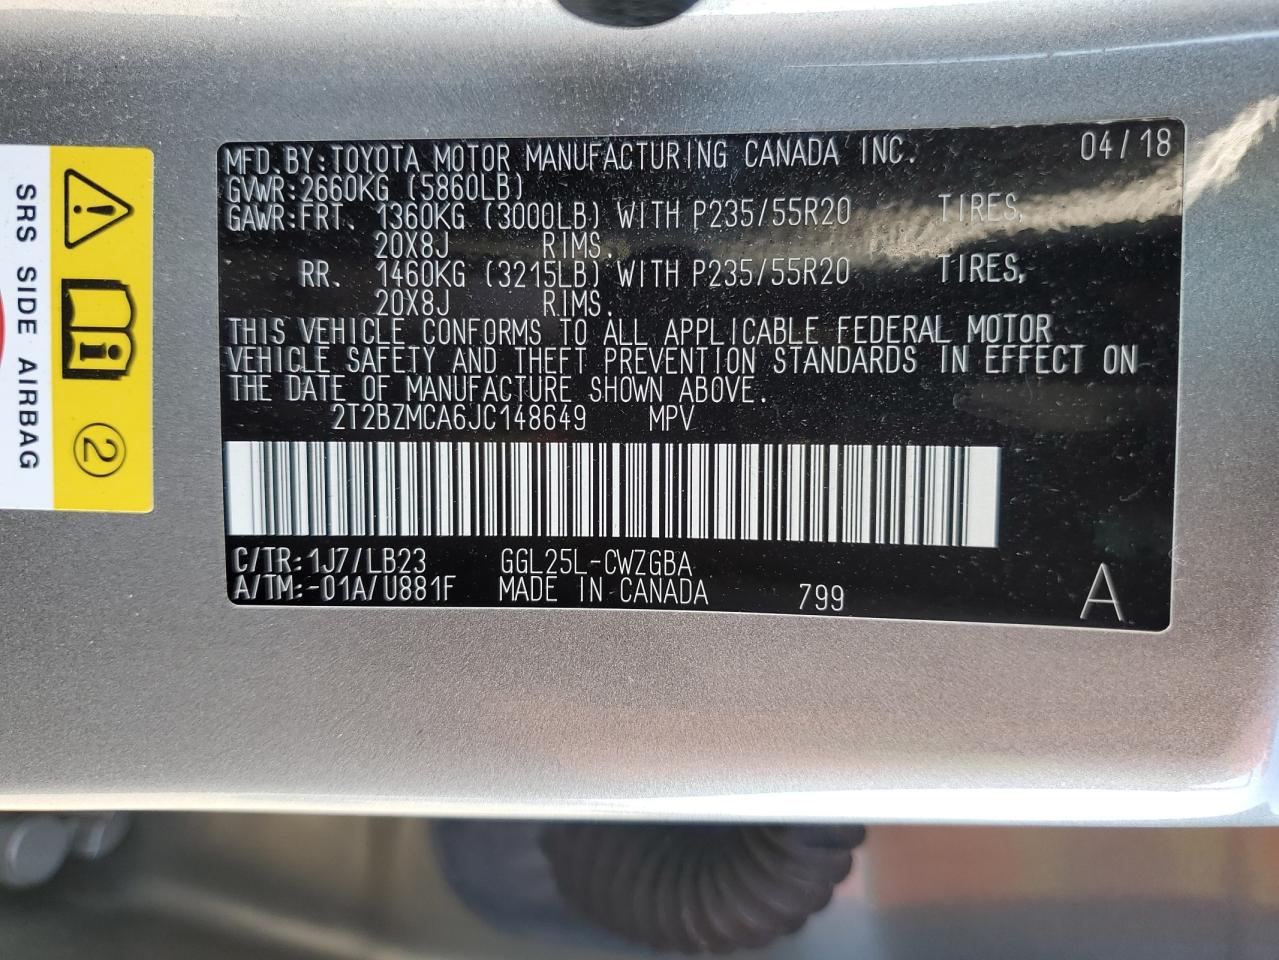 MFD.BY:TOYOTA MOTOR MANUFACTURING CANADA INC. 04/18
GVWR:2660KG (5860LB)
GAWR:FRT. 1360KG (3000LB) WITH P235/55R20 TIRES,
20X8J RIMS.
RR. 1460KG (3215LB) WITH P235/55R20 TIRES,
20X8J RIMS.
THIS VEHICLE CONFORMS TO ALL APPLICABLE FEDERAL MOTOR
VEHICLE SAFETY AND THEFT PREVENTION STANDARDS IN EFFECT ON
THE DATE OF MANUFACTURE SHOWN ABOVE.
2T2BZMCA6JC148649 MPV
C/TR:1J7/LB23 GGL25L-CWZGBA
A/TM:-01A/U881F MADE IN CANADA 799 A
SRS SIDE AIRBAG
2